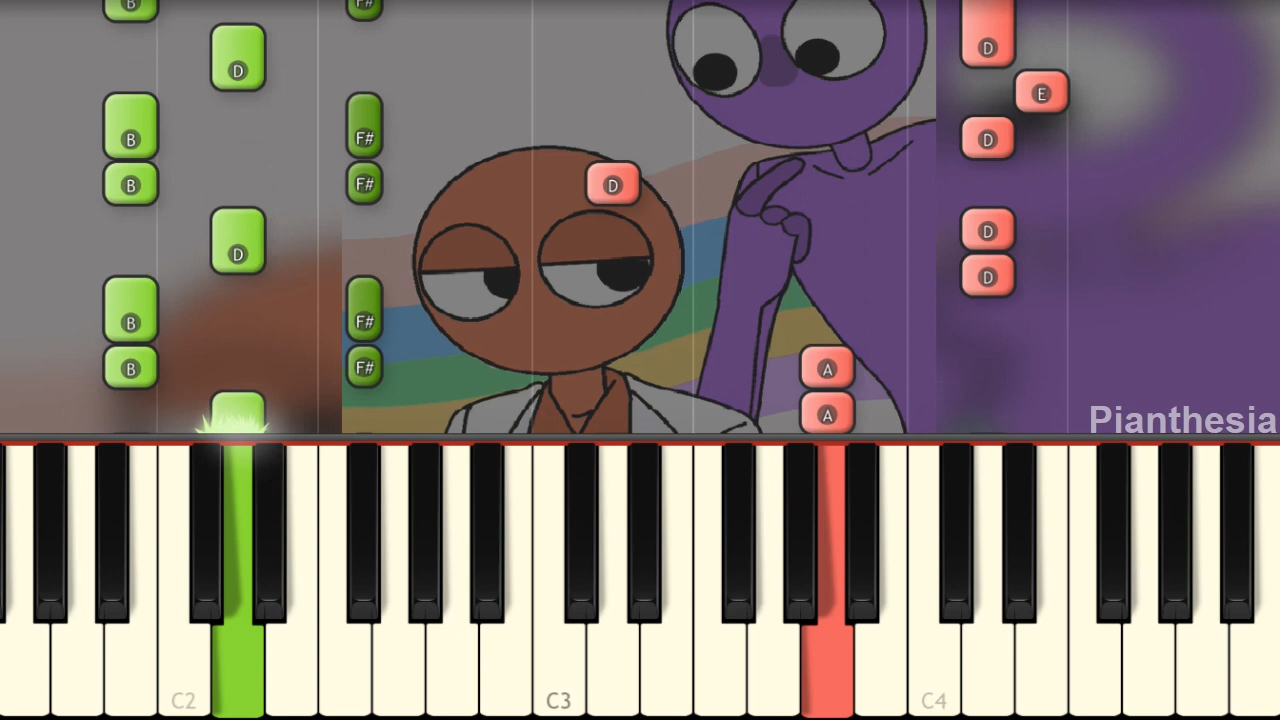 B F#
D D
B F# E
D
B F# D
D D
D
B F#
B F# A
A
Pianthesia
C2 C3 C4